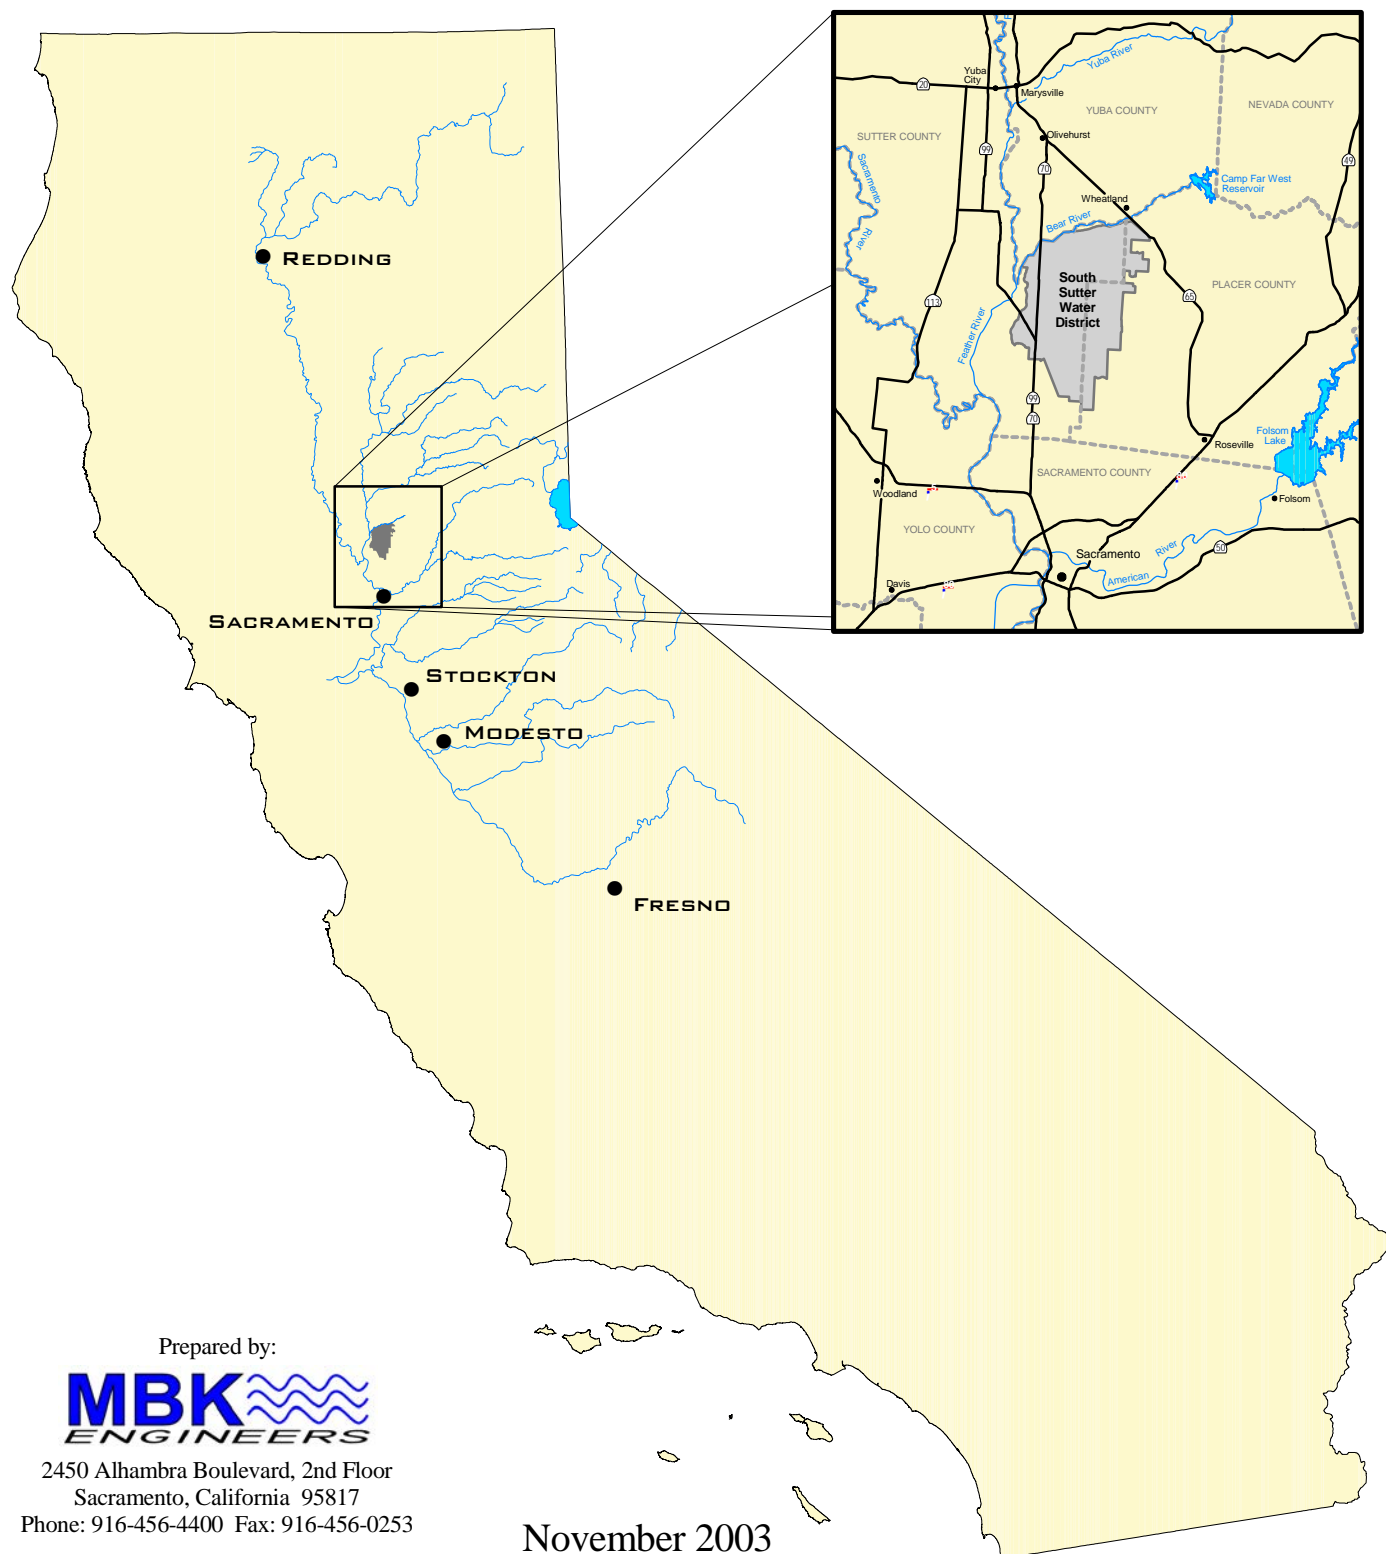 REDDING
SACRAMENTO
STOCKTON
MODESTO
FRESNO
Yuba
City
20
Marysville
Yuba River
YUBA COUNTY
NEVADA COUNTY
SUTTER COUNTY
Olivehurst
99
70
49
Sacramento
River
Camp Far West
Reservoir
Wheatland
Bear River
South
Sutter
Water
District
PLACER COUNTY
65
113
Feather River
99
70
Folsom
Lake
Roseville
SACRAMENTO COUNTY
Woodland
Folsom
YOLO COUNTY
50
Sacramento
River
American
Davis
Prepared by:
MBK
ENGINEERS
2450 Alhambra Boulevard, 2nd Floor
Sacramento, California 95817
Phone: 916-456-4400 Fax: 916-456-0253
November 2003